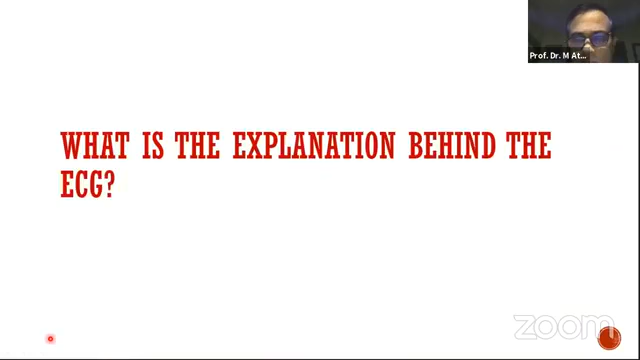 Prof. Dr. M At...
WHAT IS THE EXPLANATION BEHIND THE
ECG?
zoom